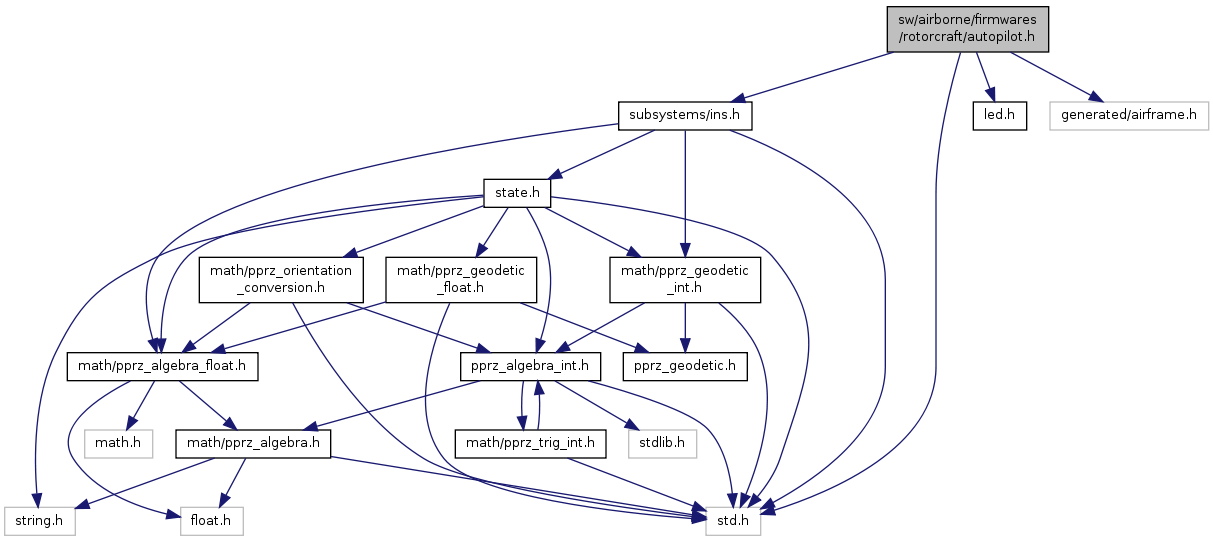 sw/airborne/firmwares
/rotorcraft/autopilot.h
subsystems/ins.h
led.h
generated/airframe.h
state.h
math/pprz_orientation
_conversion.h
math/pprz_geodetic
_float.h
math/pprz_geodetic
_int.h
math/pprz_algebra_float.h
pprz_algebra_int.h
pprz_geodetic.h
math.h
math/pprz_algebra.h
math/pprz_trig_int.h
stdlib.h
string.h
float.h
std.h